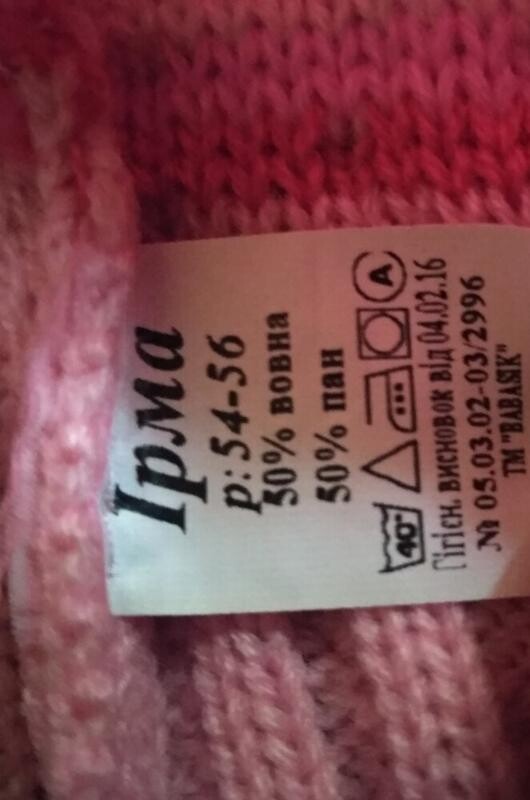 Ірма
р: 54-56
50% вовна
50% пан
40° A
Гігієн. висновок від 04.02.16
№ 05.03.02-03/2996
ТМ "BABASIK"